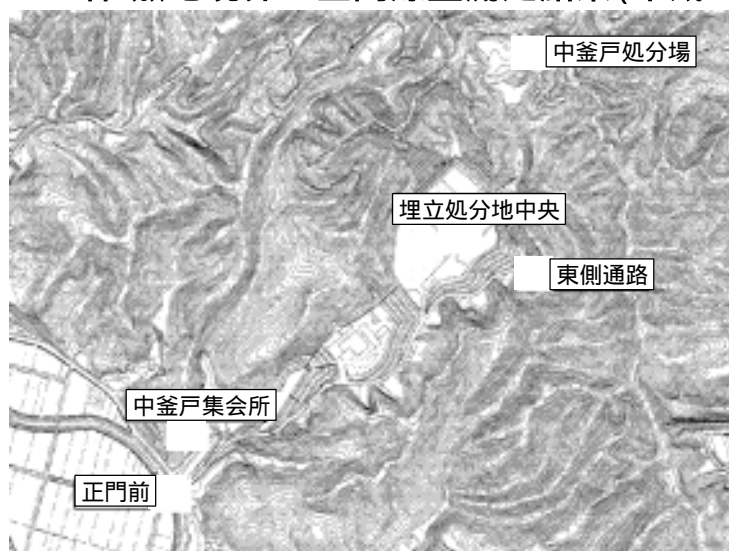 中釜戸処分場
埋立処分地中央
東側通路
中釜戸集会所
正門前